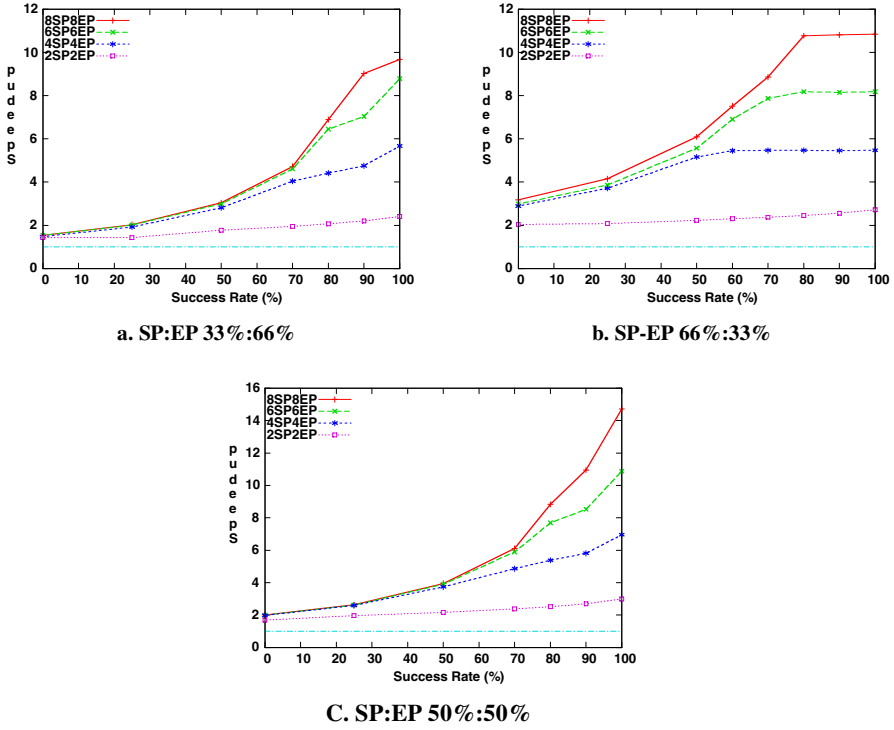 12
10
8
6
4
2
0
p
u
d
e
e
p
S
8SP8EP
6SP6EP
4SP4EP
2SP2EP
0 10 20 30 40 50 60 70 80 90 100
Success Rate (%)
a. SP:EP 33%:66%
12
10
8
6
4
2
0
p
u
d
e
e
p
S
8SP8EP
6SP6EP
4SP4EP
2SP2EP
0 10 20 30 40 50 60 70 80 90 100
Success Rate (%)
b. SP-EP 66%:33%
16
14
12
10
8
6
4
2
0
p
u
d
e
e
p
S
8SP8EP
6SP6EP
4SP4EP
2SP2EP
0 10 20 30 40 50 60 70 80 90 100
Success Rate (%)
C. SP:EP 50%:50%